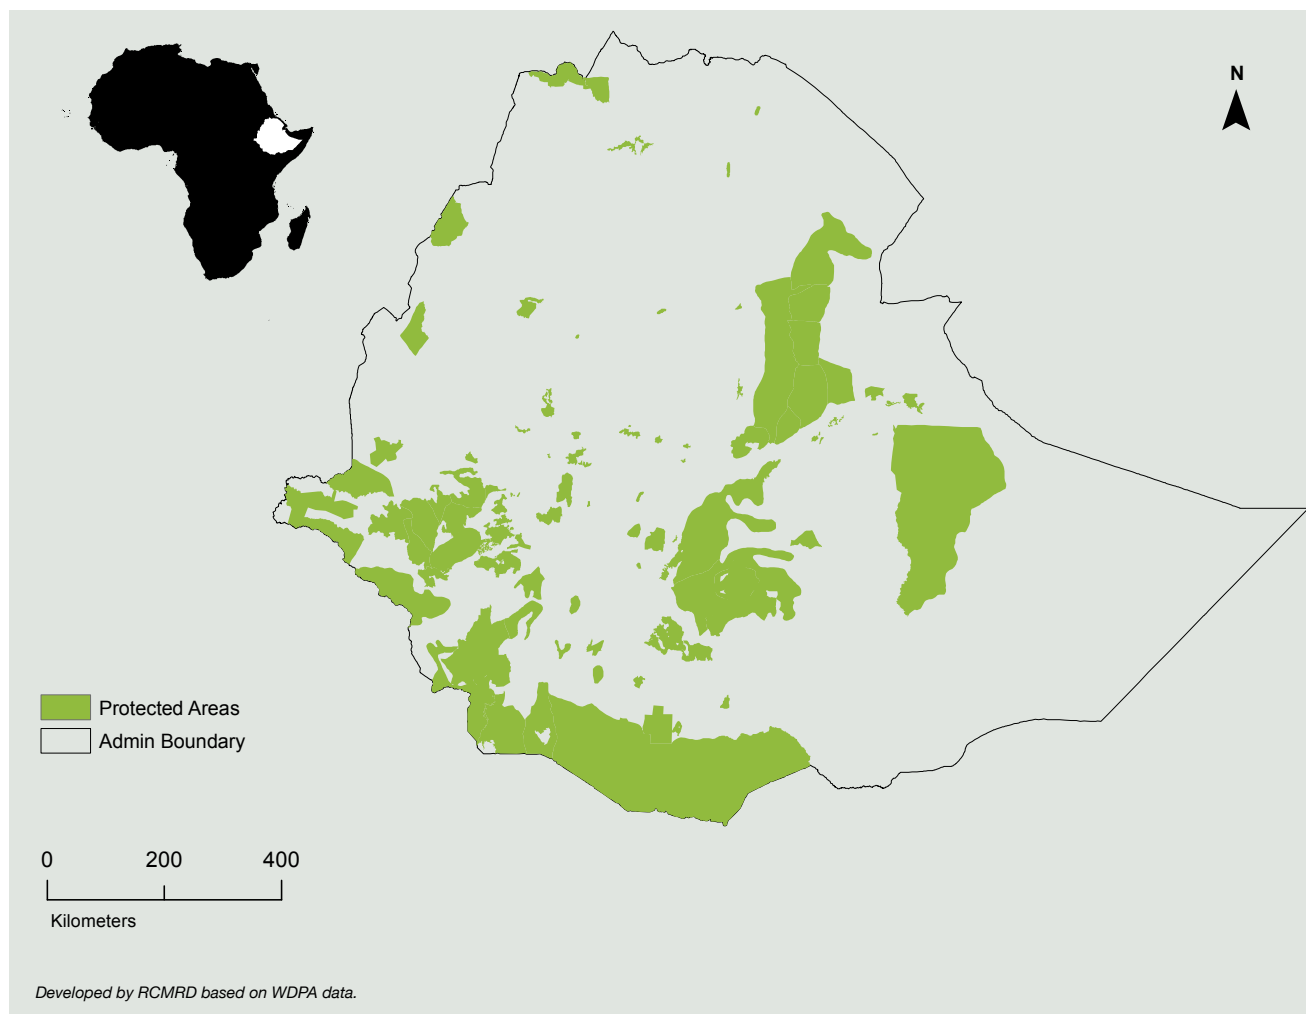 N
Protected Areas
Admin Boundary
0 200 400
Kilometers
Developed by RCMRD based on WDPA data.